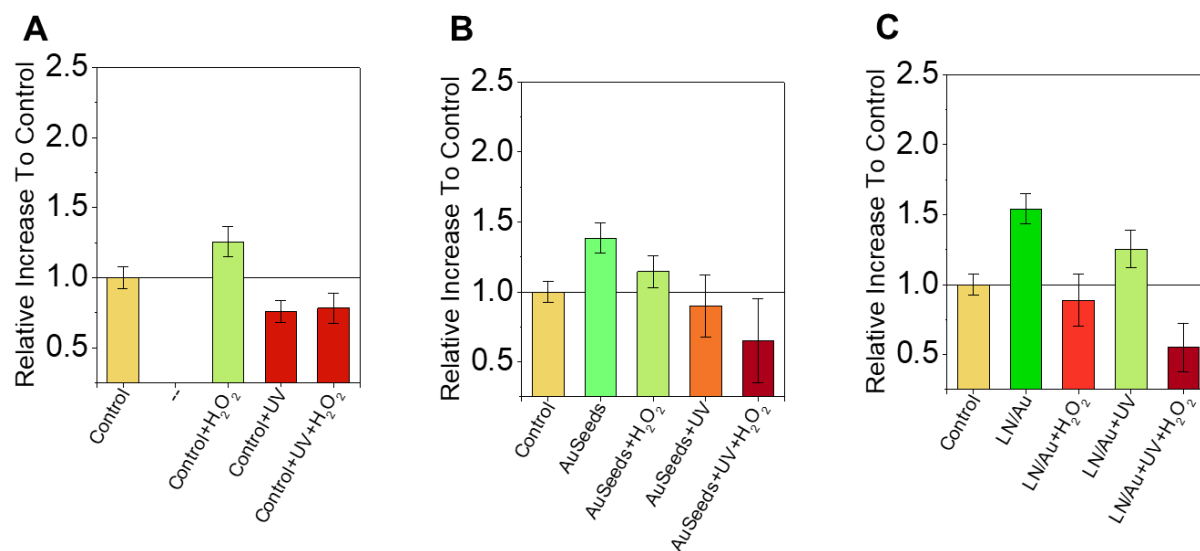 A
Relative Increase To Control
2.5
2.0
1.5
1.0
0.5
Control
--
Control+H₂O₂
Control+UV
Control+UV+H₂O₂
B
Relative Increase To Control
2.5
2.0
1.5
1.0
0.5
Control
AuSeeds
AuSeeds+H₂O₂
AuSeeds+UV
AuSeeds+UV+H₂O₂
C
Relative Increase To Control
2.5
2.0
1.5
1.0
0.5
Control
LN/Au
LN/Au+H₂O₂
LN/Au+UV
LN/Au+UV+H₂O₂